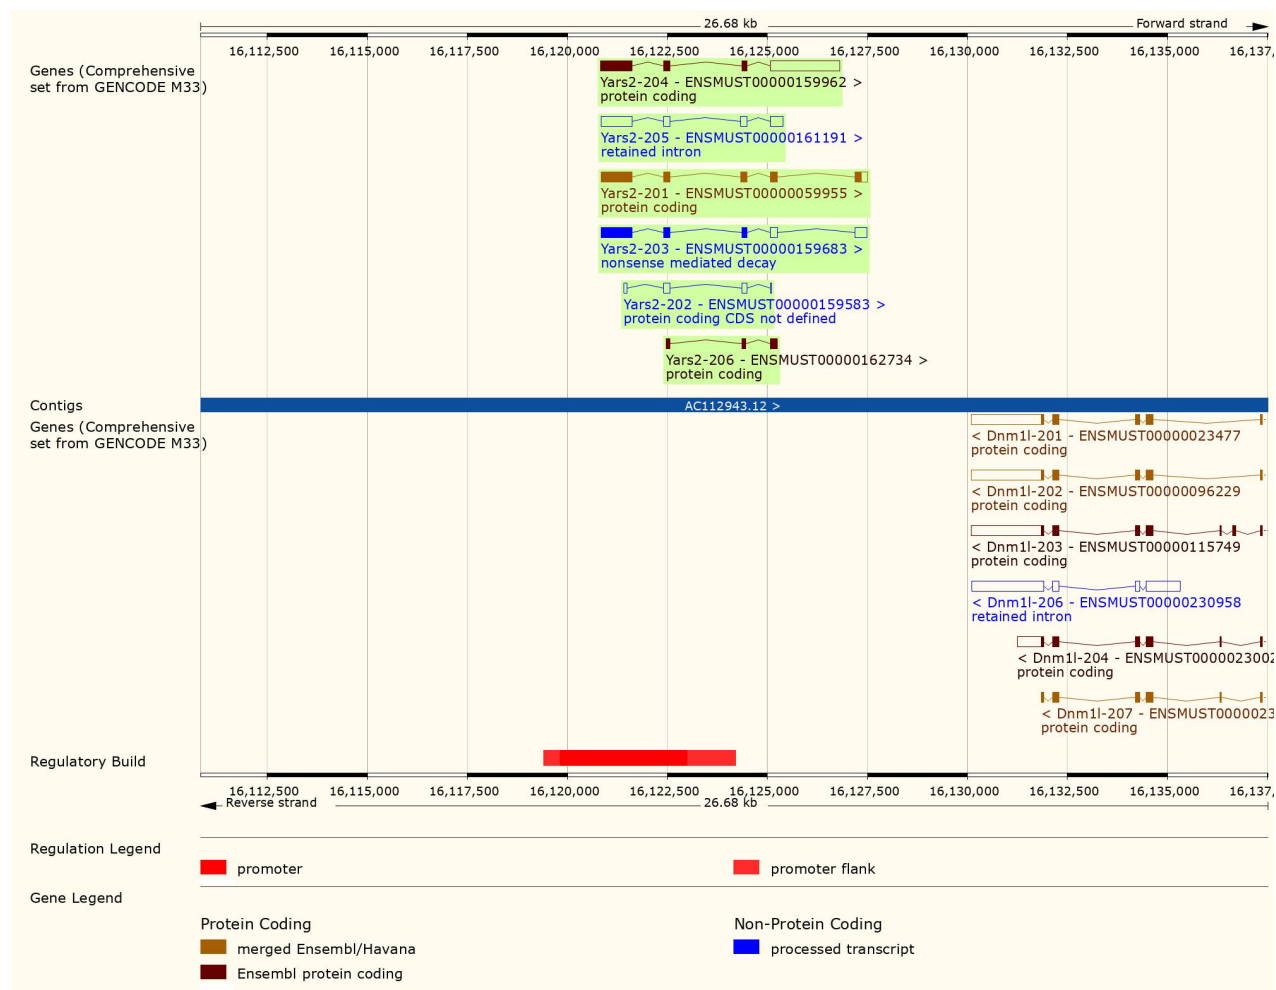 26.68 kb
Forward strand
16,112,500 16,115,000 16,117,500 16,120,000 16,122,500 16,125,000 16,127,500 16,130,000 16,132,500 16,135,000 16,137,
Genes (Comprehensive
set from GENCODE M33)
Yars2-204 - ENSMUST00000159962 >
protein coding
Yars2-205 - ENSMUST00000161191 >
retained intron
Yars2-201 - ENSMUST00000059955 >
protein coding
Yars2-203 - ENSMUST00000159683 >
nonsense mediated decay
Yars2-202 - ENSMUST00000159583 >
protein coding CDS not defined
Yars2-206 - ENSMUST00000162734 >
protein coding
Contigs
AC112943.12 >
Genes (Comprehensive
set from GENCODE M33)
< Dnm1l-201 - ENSMUST00000023477
protein coding
< Dnm1l-202 - ENSMUST00000096229
protein coding
< Dnm1l-203 - ENSMUST00000115749
protein coding
< Dnm1l-206 - ENSMUST00000230958
retained intron
< Dnm1l-204 - ENSMUST0000023002
protein coding
< Dnm1l-207 - ENSMUST0000023
protein coding
Regulatory Build
16,112,500 16,115,000 16,117,500 16,120,000 16,122,500 16,125,000 16,127,500 16,130,000 16,132,500 16,135,000 16,137,
Reverse strand
26.68 kb
Regulation Legend
promoter
promoter flank
Gene Legend
Protein Coding
Non-Protein Coding
merged Ensembl/Havana
processed transcript
Ensembl protein coding